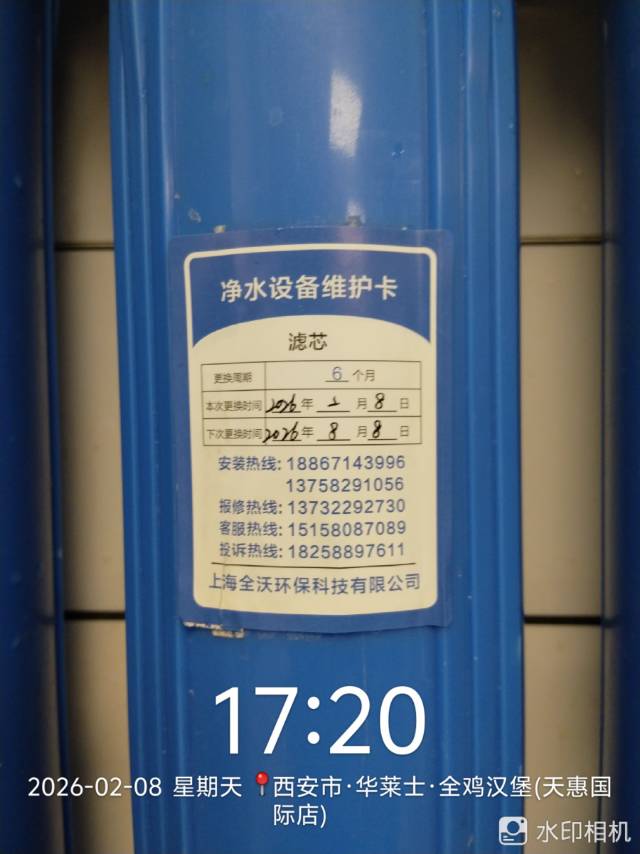 净水设备维护卡
滤芯
更换周期 6 个月
本次更换时间 2026 年 2 月 8 日
下次更换时间 2026 年 8 月 8 日
安装热线: 18867143996
13758291056
报修热线: 13732292730
客服热线: 15158087089
投诉热线: 18258897611
上海全沃环保科技有限公司
17:20
2026-02-08 星期天 西安市·华莱士·全鸡汉堡(天惠国
际店)
水印相机